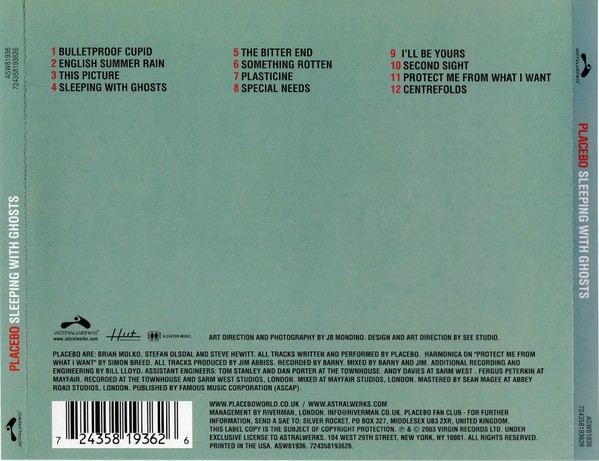 ASW81936
724358193626
PLACEBO SLEEPING WITH GHOSTS
ASTRALWERKS
1 BULLETPROOF CUPID
2 ENGLISH SUMMER RAIN
3 THIS PICTURE
4 SLEEPING WITH GHOSTS
5 THE BITTER END
6 SOMETHING ROTTEN
7 PLASTICINE
8 SPECIAL NEEDS
9 I'LL BE YOURS
10 SECOND SIGHT
11 PROTECT ME FROM WHAT I WANT
12 CENTREFOLDS
ASTRALWERKS
www.astralwerks.com
Hut
ELEVATOR MUSIC.
ART DIRECTION AND PHOTOGRAPHY BY JB MONDINO. DESIGN AND ART DIRECTION BY SEE STUDIO.
PLACEBO ARE: BRIAN MOLKO, STEFAN OLSDAL AND STEVE HEWITT. ALL TRACKS WRITTEN AND PERFORMED BY PLACEBO. HARMONICA ON "PROTECT ME FROM
WHAT I WANT" BY SIMON BREED. ALL TRACKS PRODUCED BY JIM ABBISS. RECORDED BY BARNY. MIXED BY BARNY AND JIM. ADDITIONAL RECORDING AND
ENGINEERING BY BILL LLOYD. ASSISTANT ENGINEERS: TOM STANLEY AND DAN PORTER AT THE TOWNHOUSE. ANDY DAVIES AT SARM WEST . FERGUS PETERKIN AT
MAYFAIR. RECORDED AT THE TOWNHOUSE AND SARM WEST STUDIOS, LONDON. MIXED AT MAYFAIR STUDIOS, LONDON. MASTERED BY SEAN MAGEE AT ABBEY
ROAD STUDIOS, LONDON. PUBLISHED BY FAMOUS MUSIC CORPORATION (ASCAP).
7 24358 19362 6
WWW.PLACEBOWORLD.CO.UK / WWW.ASTRALWERKS.COM
MANAGEMENT BY RIVERMAN, LONDON. INFO@RIVERMAN.CO.UK. PLACEBO FAN CLUB - FOR FURTHER
INFORMATION, SEND A SAE TO: SILVER ROCKET, PO BOX 327, MIDDLESEX UB3 2XR, UNITED KINGDOM.
THIS LABEL COPY IS THE SUBJECT OF COPYRIGHT PROTECTION. ℗ & © 2003 VIRGIN RECORDS LTD. UNDER
EXCLUSIVE LICENSE TO ASTRALWERKS. 104 WEST 29TH STREET, NEW YORK, NY 10001. ALL RIGHTS RESERVED.
PRINTED IN THE USA. ASW81936. 724358193626.
ASTRALWERKS
PLACEBO SLEEPING WITH GHOSTS
ASW81936
724358193626
ASTRALWERKS